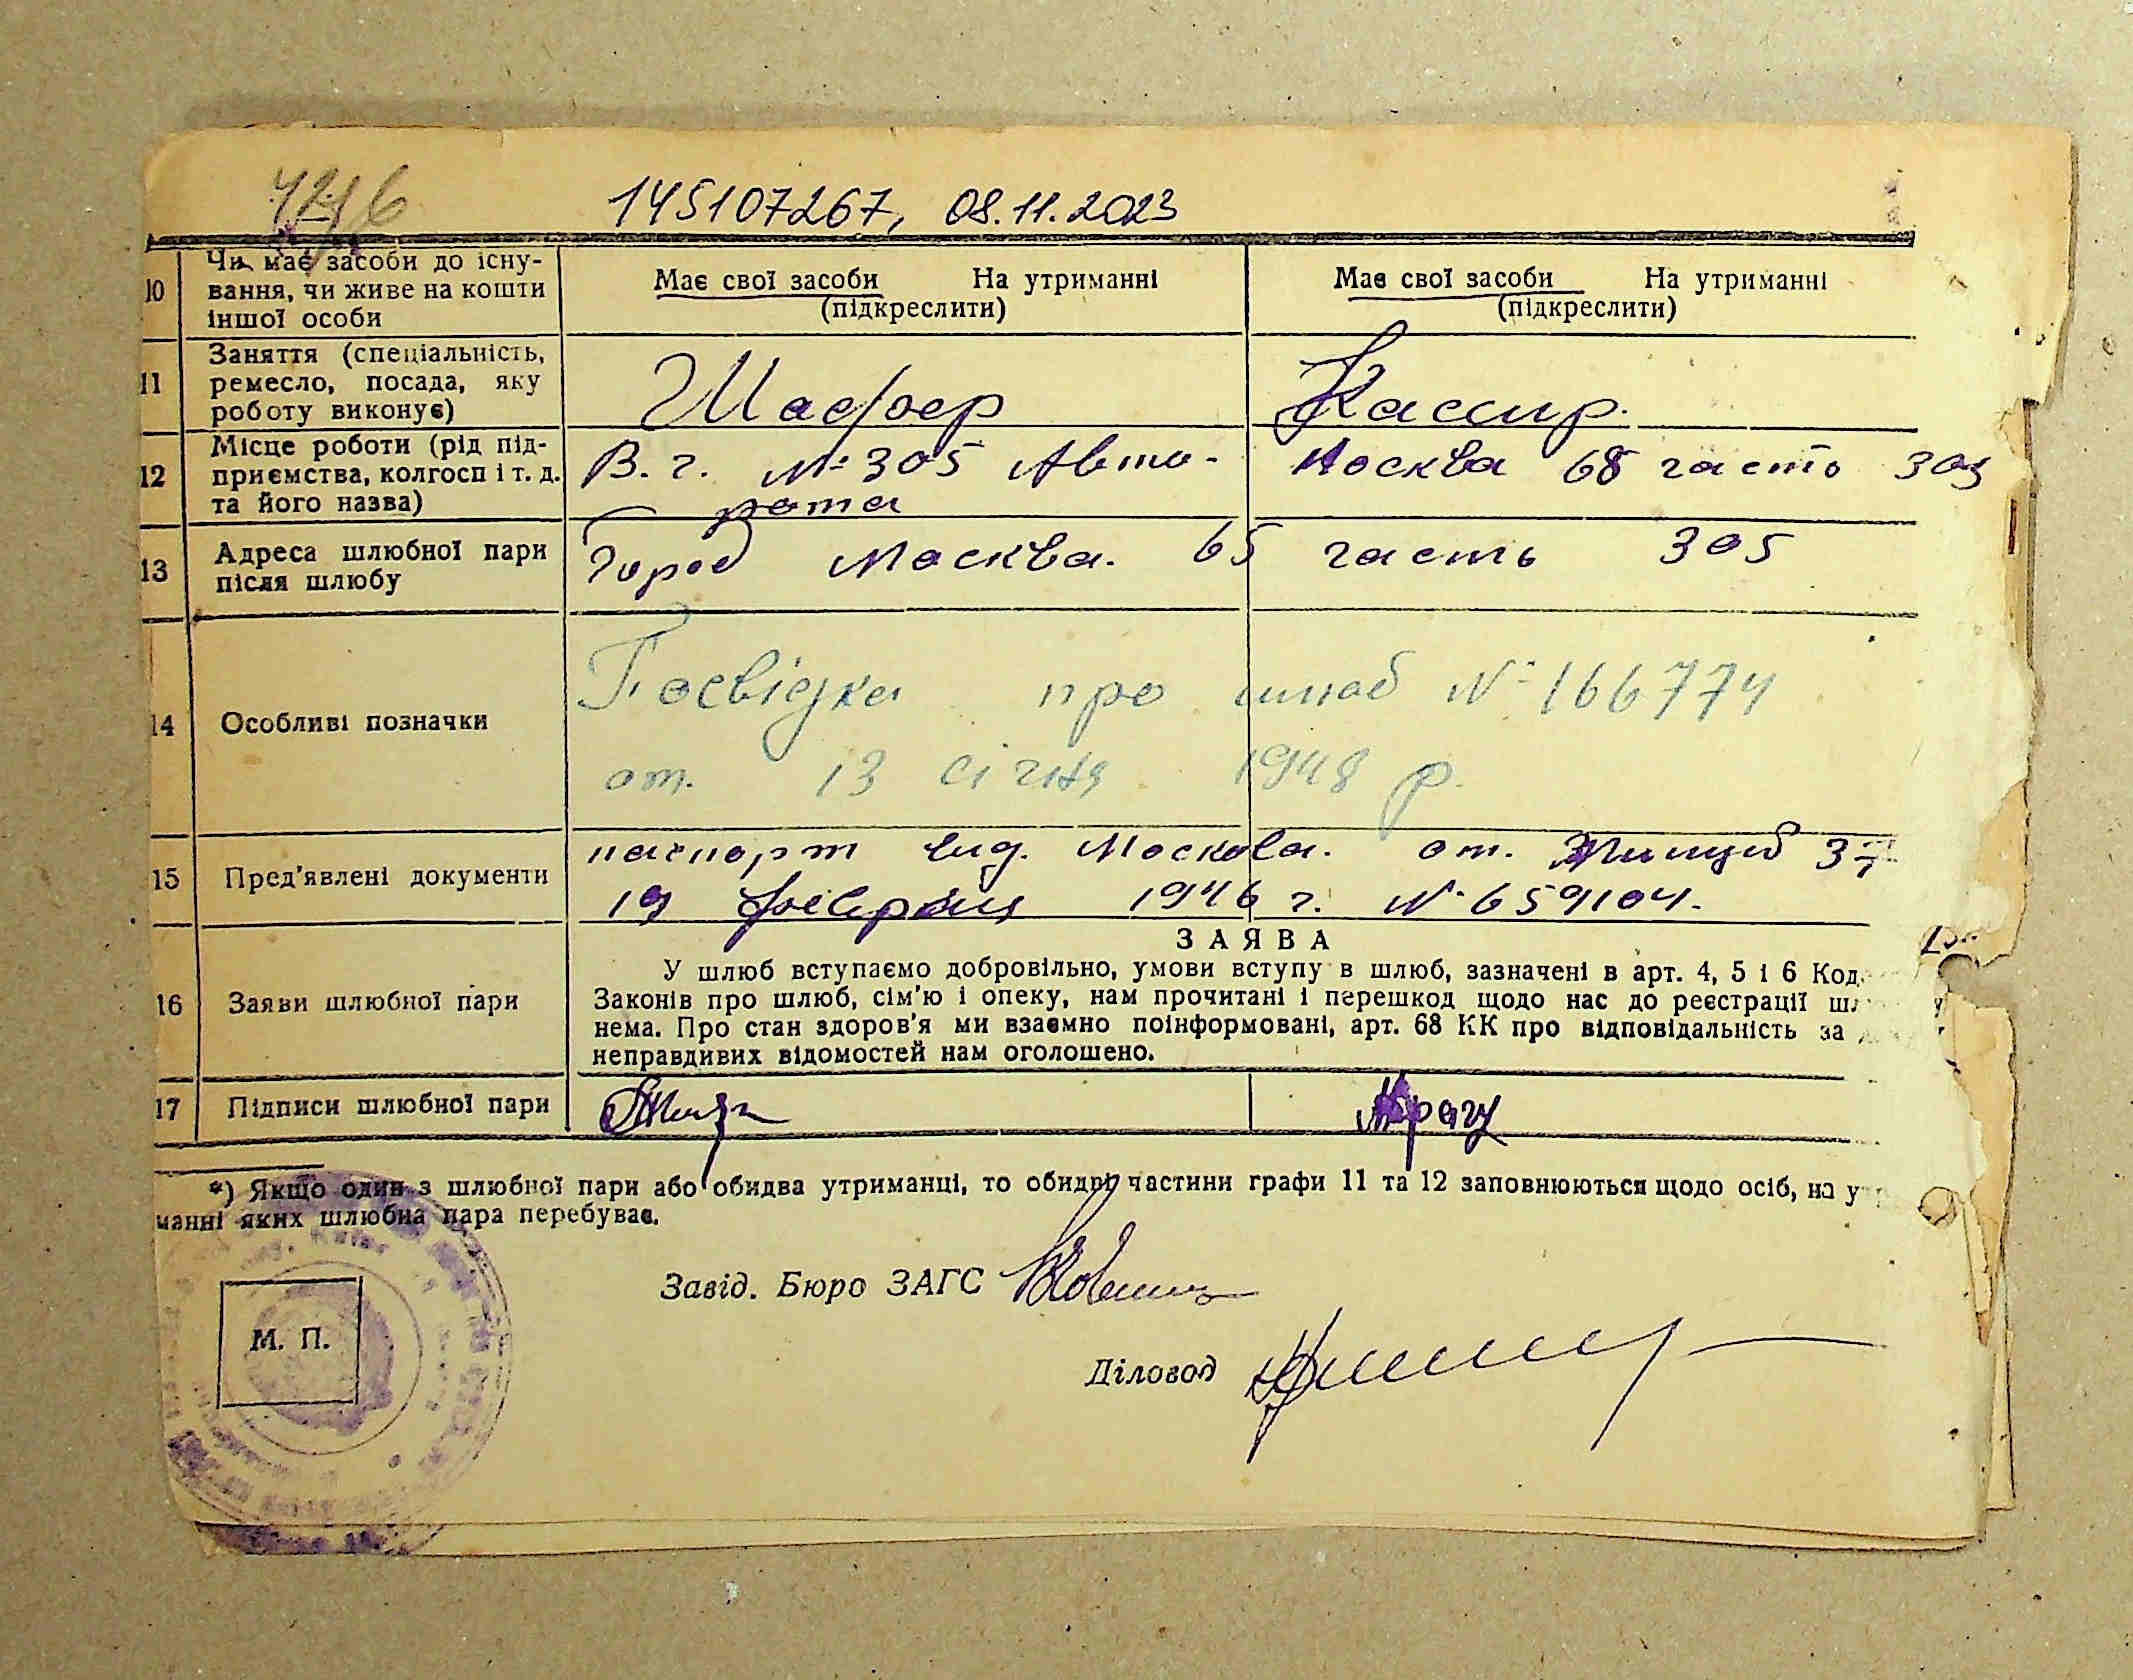 145107267, 08.11.2023
10 Чи має засоби до існу-
вання, чи живе на кошти
іншої особи
Має свої засоби На утриманні
(підкреслити)
Має свої засоби На утриманні
(підкреслити)
11 Заняття (спеціальність,
ремесло, посада, яку
роботу виконує)
Шафер
Кассир.
12 Місце роботи (рід під-
приємства, колгосп і т. д.
та його назва)
В. г. № 305 Авто-
рота
Москва 68 часть 305
13 Адреса шлюбної пари
після шлюбу
Город Москва. 65 часть 305
14 Особливі позначки
Посвідка про шлюб № 166774
от. 13 січня 1948 р.
15 Пред'явлені документи
паспорт вид. Москова. от.
19 февраля 1946 г. № 659104.
16 Заяви шлюбної пари
ЗАЯВА
У шлюб вступаємо добровільно, умови вступу в шлюб, зазначені в арт. 4, 5 і 6 Код.
Законів про шлюб, сім'ю і опеку, нам прочитані і перешкод щодо нас до реєстрації
нема. Про стан здоров'я ми взаємно поінформовані, арт. 68 КК про відповідальність за
неправдивих відомостей нам оголошено.
17 Підписи шлюбної пари
*) Якщо один з шлюбної пари або обидва утриманці, то обидві частини графи 11 та 12 заповнюються щодо осіб, на
манні яких шлюбна пара перебуває.
Завід. Бюро ЗАГС
М. П.
Діловод